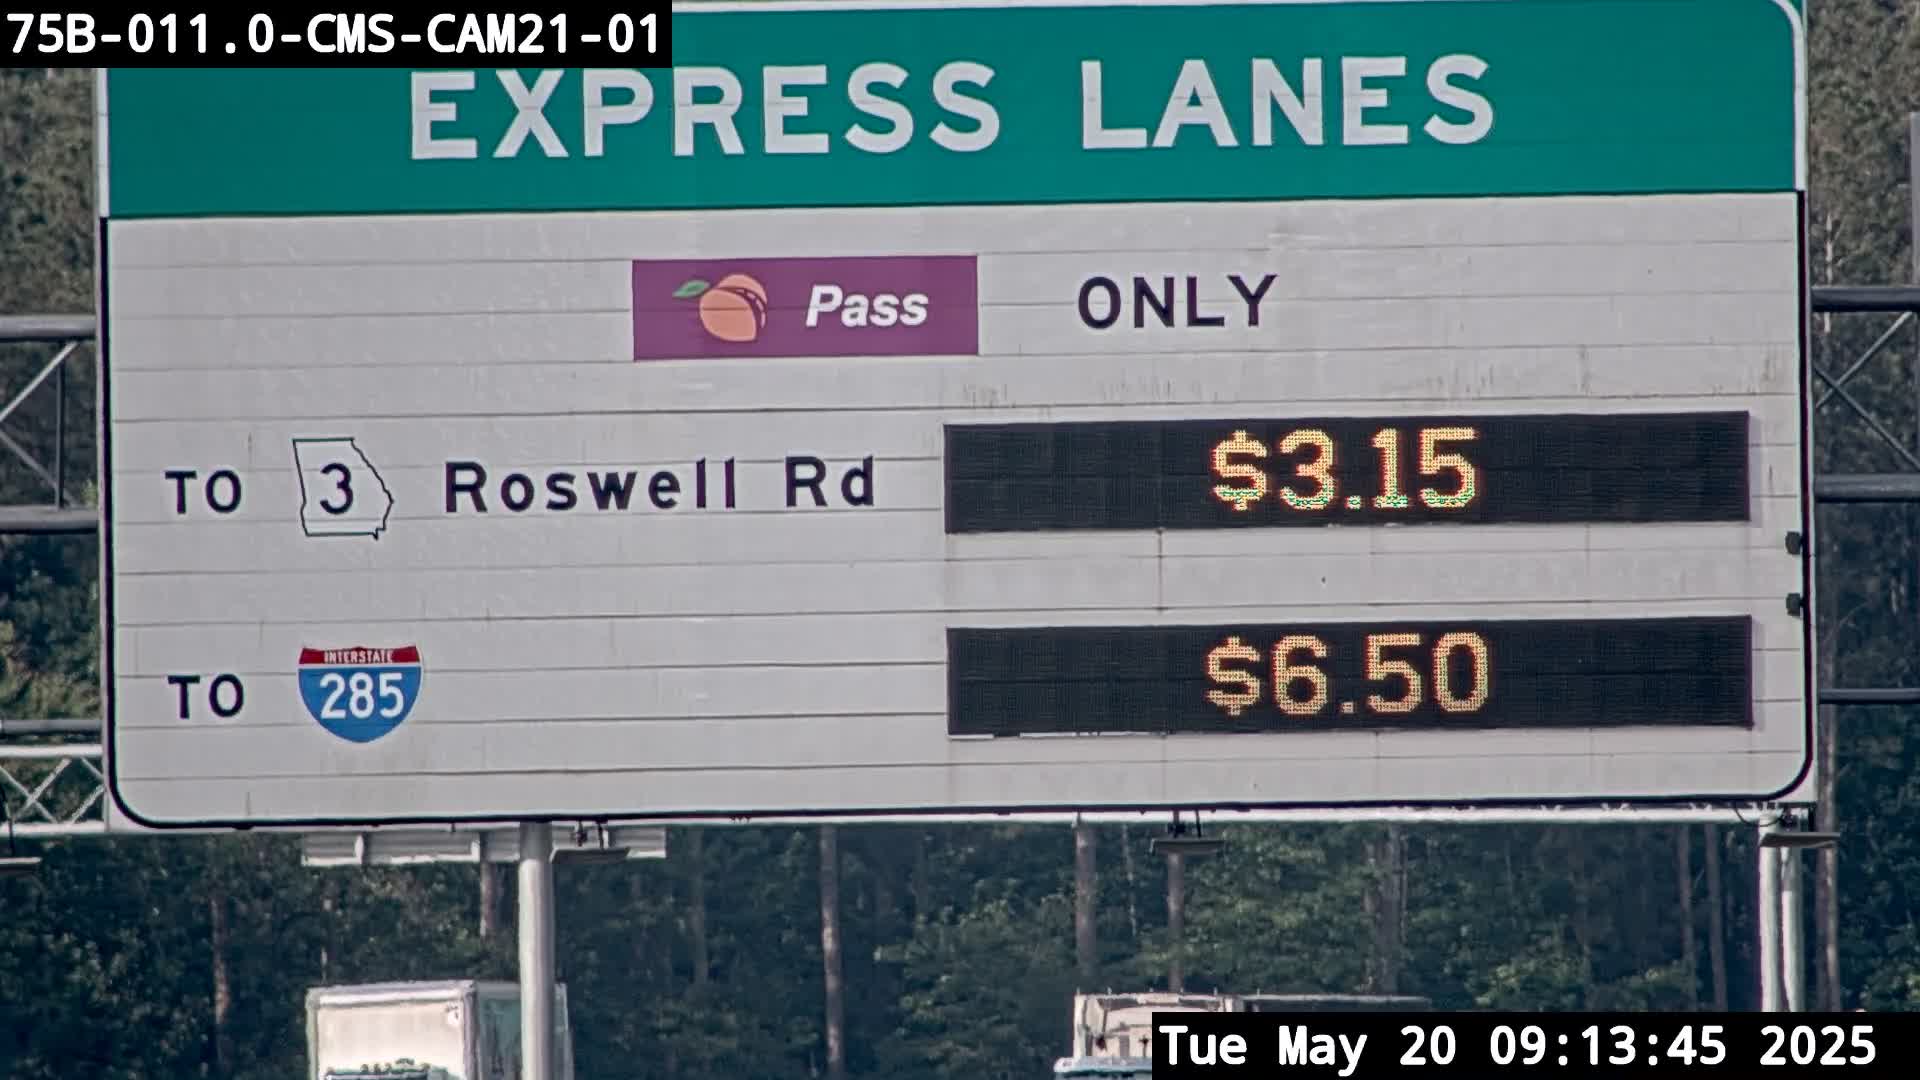 75B-011.0-CMS-CAM21-01
EXPRESS LANES
Pass ONLY
TO 3 Roswell Rd $3.15
INTERSTATE
TO 285 $6.50
Tue May 20 09:13:45 2025